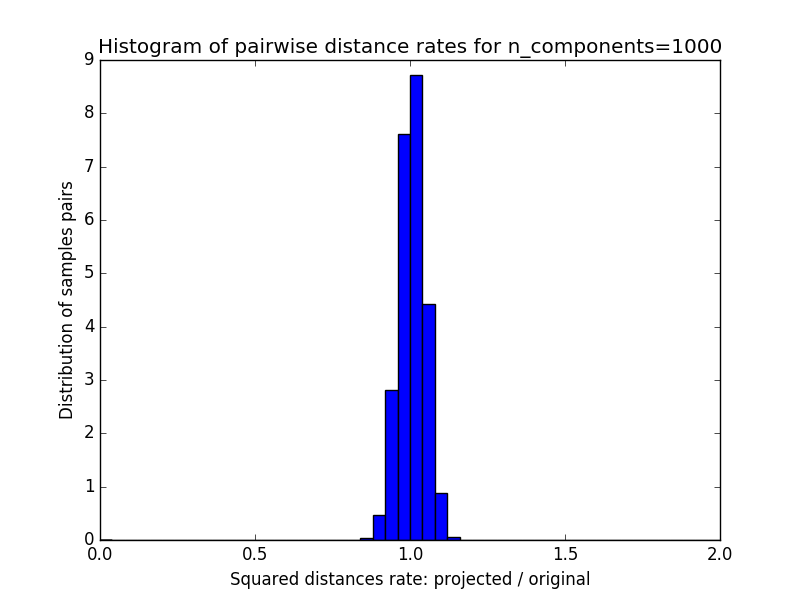 Histogram of pairwise distance rates for n_components=1000
9
8
7
6
5
4
3
2
1
0
Distribution of samples pairs
0.0 0.5 1.0 1.5 2.0
Squared distances rate: projected / original